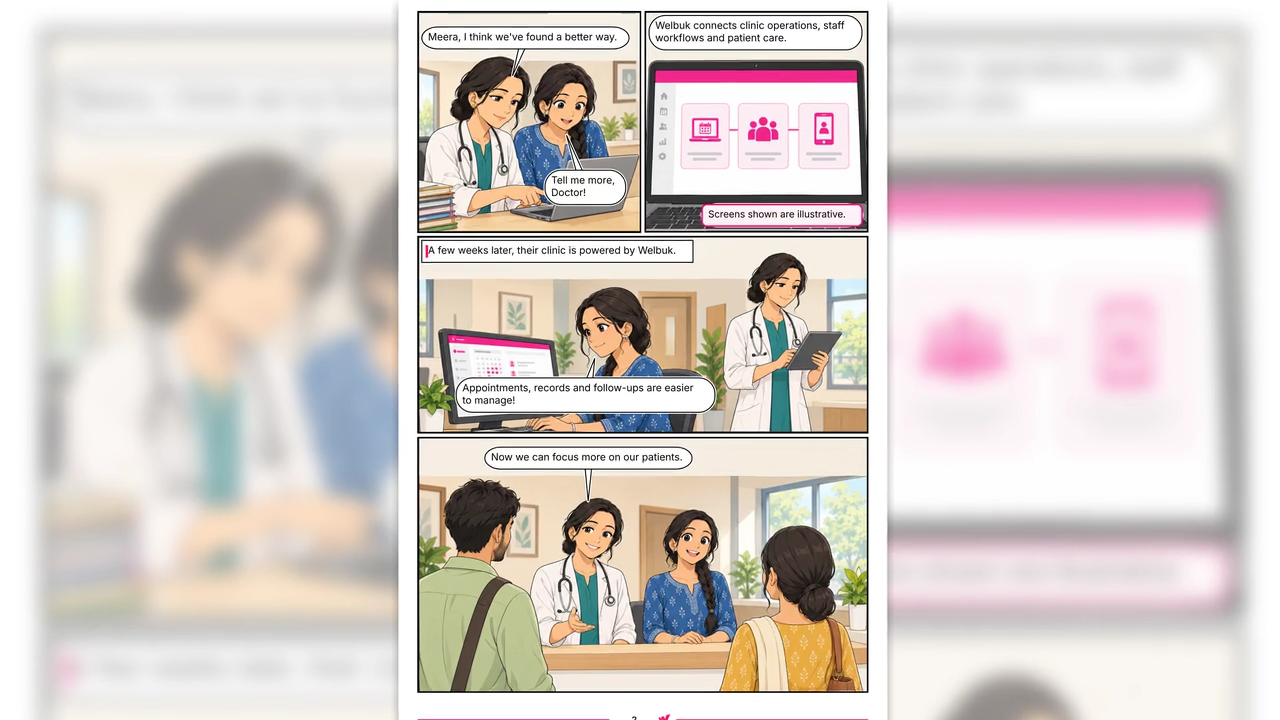 Meera, I think we've found a better way.
Tell me more,
Doctor!
Welbuk connects clinic operations, staff
workflows and patient care.
Screens shown are illustrative.
A few weeks later, their clinic is powered by Welbuk.
Appointments, records and follow-ups are easier
to manage!
Now we can focus more on our patients.